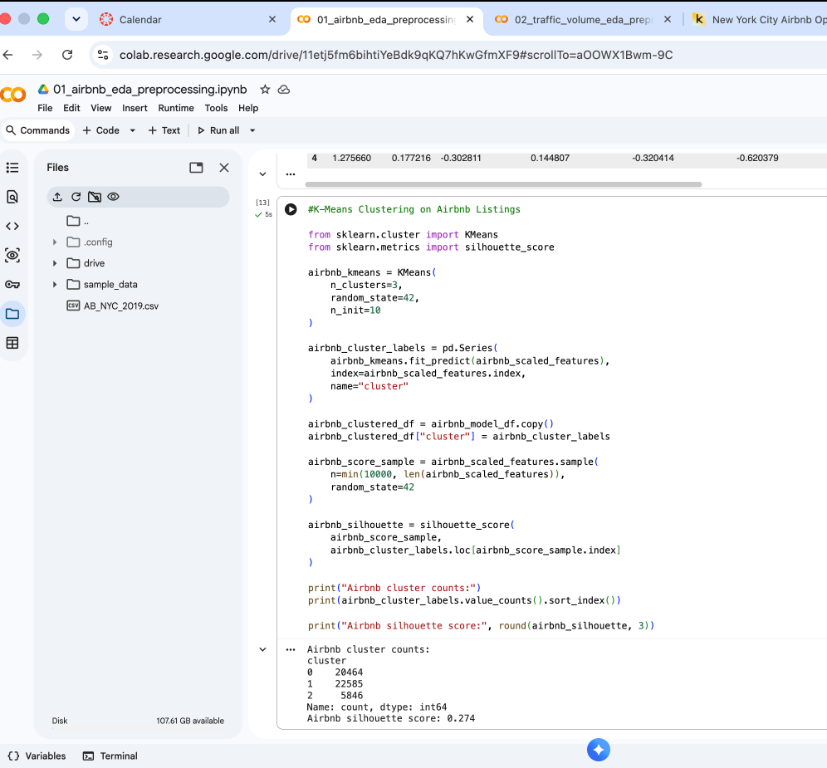 Calendar
01_airbnb_eda_preprocessin
02_traffic_volume_eda_prep
New York City Airbnb Op
colab.research.google.com/drive/11etj5fm6bihtiYeBdk9qKQ7hKwGfmXF9#scrollTo=aOOWX1Bwm-9C
01_airbnb_eda_preprocessing.ipynb
File Edit View Insert Runtime Tools Help
Commands + Code + Text Run all
Files
..
.config
drive
sample_data
AB_NYC_2019.csv
Disk 107.61 GB available
4 1.275660 0.177216 -0.302811 0.144807 -0.320414 -0.620379
[13]
5s
#K-Means Clustering on Airbnb Listings
from sklearn.cluster import KMeans
from sklearn.metrics import silhouette_score
airbnb_kmeans = KMeans(
n_clusters=3,
random_state=42,
n_init=10
)
airbnb_cluster_labels = pd.Series(
airbnb_kmeans.fit_predict(airbnb_scaled_features),
index=airbnb_scaled_features.index,
name="cluster"
)
airbnb_clustered_df = airbnb_model_df.copy()
airbnb_clustered_df["cluster"] = airbnb_cluster_labels
airbnb_score_sample = airbnb_scaled_features.sample(
n=min(10000, len(airbnb_scaled_features)),
random_state=42
)
airbnb_silhouette = silhouette_score(
airbnb_score_sample,
airbnb_cluster_labels.loc[airbnb_score_sample.index]
)
print("Airbnb cluster counts:")
print(airbnb_cluster_labels.value_counts().sort_index())
print("Airbnb silhouette score:", round(airbnb_silhouette, 3))
Airbnb cluster counts:
cluster
0 20464
1 22585
2 5846
Name: count, dtype: int64
Airbnb silhouette score: 0.274
Variables Terminal